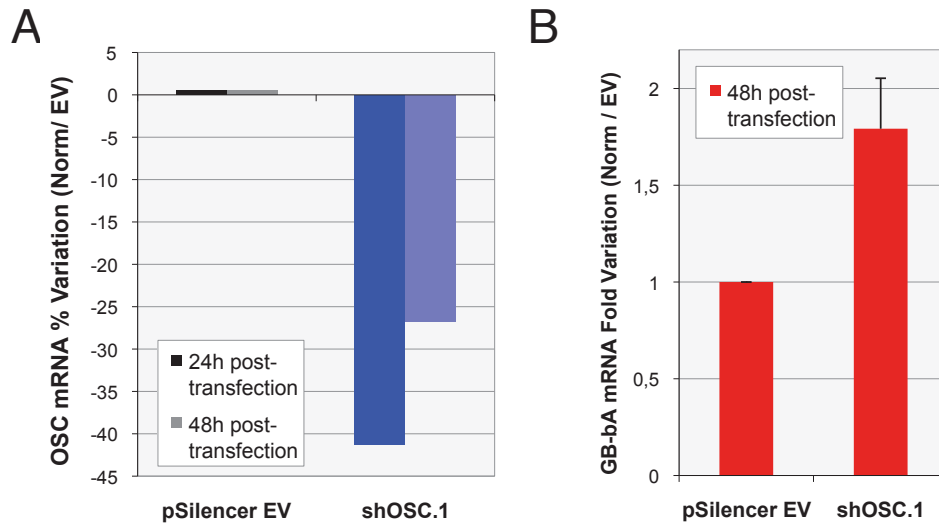 A
OSC mRNA % Variation (Norm/ EV)
5
0
-5
-10
-15
-20
-25
-30
-35
-40
-45
24h post-
transfection
48h post-
transfection
pSilencer EV
shOSC.1
B
GB-bA mRNA Fold Variation (Norm / EV)
2
1,5
1
0,5
0
48h post-
transfection
pSilencer EV
shOSC.1